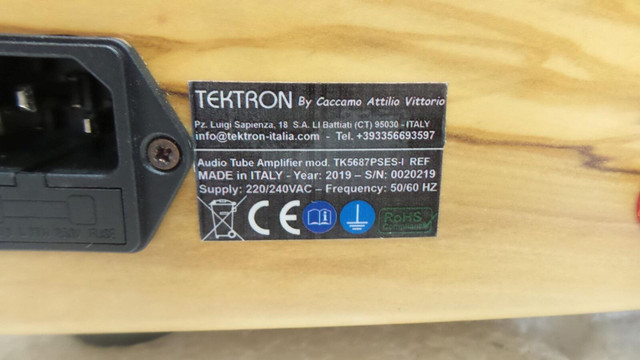 TEKTRON By Caccamo Attilio Vittorio
Pz. Luigi Sapienza, 18 S.A. LI Battiati (CT) 95030 - ITALY
info@tektron-italia.com - Tel. +393356693597
Audio Tube Amplifier mod. TK5687PSES-I REF
MADE in ITALY - Year: 2019 - S/N: 0020219
Supply: 220/240VAC - Frequency: 50/60 HZ
CE
RoHS